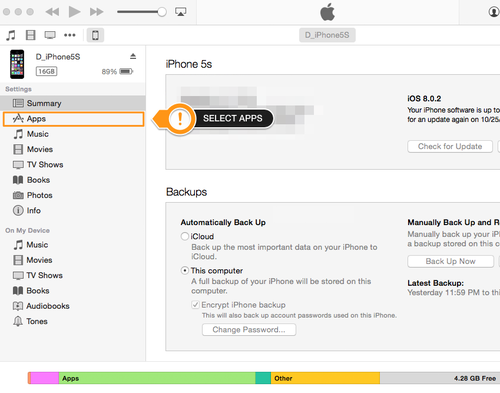 D_iPhone5S
D_iPhone5S
16GB
89%
Settings
Summary
Apps
Music
Movies
TV Shows
Books
Photos
Info
On My Device
Music
Movies
TV Shows
Books
Audiobooks
Tones
iPhone 5s
! SELECT APPS
iOS 8.0.2
Your iPhone software is up to
for an update again on 10/25/
Check for Update
Backups
Automatically Back Up
iCloud
Back up the most important data on your iPhone to
iCloud.
This computer
A full backup of your iPhone will be stored on this
computer.
Encrypt iPhone backup
This will also back up account passwords used on this iPhone.
Change Password...
Manually Back Up and R
Manually back up your iP
a backup stored on this c
Back Up Now
Latest Backup:
Yesterday 11:59 PM to thi
Apps
Other
4.28 GB Free